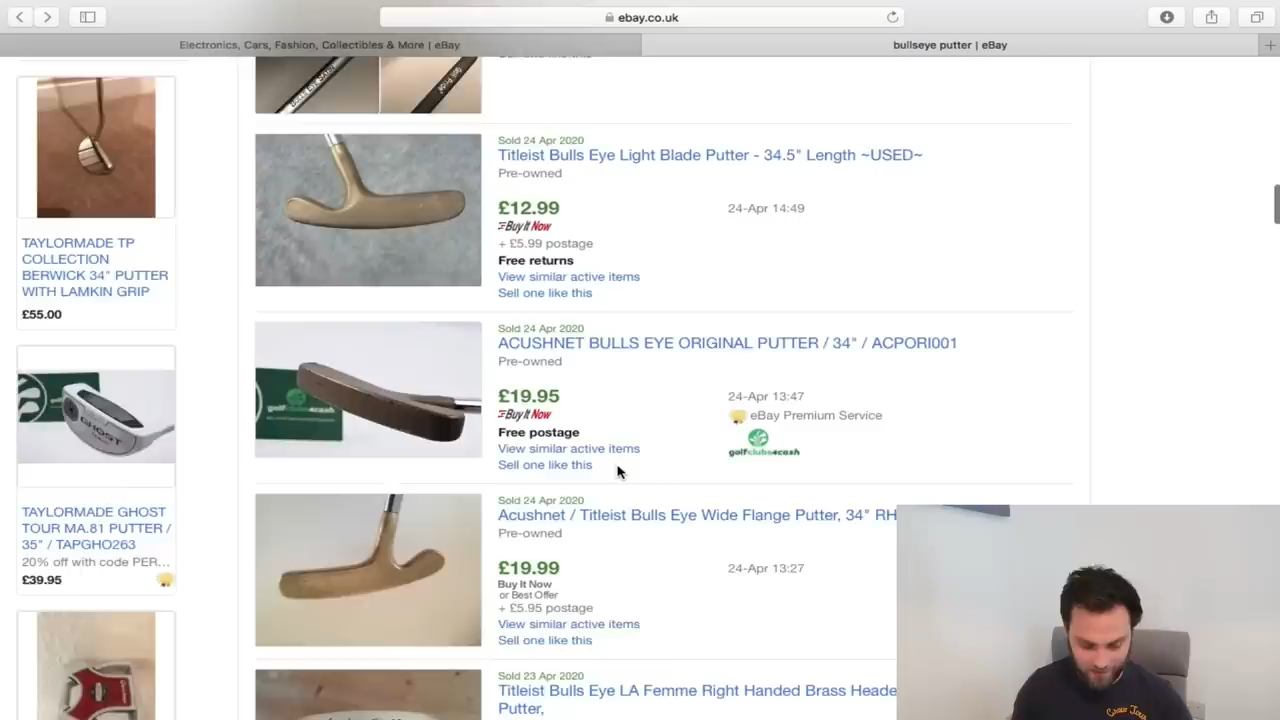 ebay.co.uk
Electronics, Cars, Fashion, Collectibles & More | eBay
bullseye putter | eBay
TAYLORMADE TP
COLLECTION
BERWICK 34" PUTTER
WITH LAMKIN GRIP
£55.00
GHOST
TAYLORMADE GHOST
TOUR MA.81 PUTTER /
35" / TAPGHO263
20% off with code PER...
£39.95
BULLS EYE
Sold 24 Apr 2020
Titleist Bulls Eye Light Blade Putter - 34.5" Length ~USED~
Pre-owned
£12.99
24-Apr 14:49
Buy It Now
+ £5.99 postage
Free returns
View similar active items
Sell one like this
Sold 24 Apr 2020
ACUSHNET BULLS EYE ORIGINAL PUTTER / 34" / ACPORI001
Pre-owned
£19.95
24-Apr 13:47
Buy It Now
eBay Premium Service
Free postage
golfclubs4cash
View similar active items
Sell one like this
Sold 24 Apr 2020
Acushnet / Titleist Bulls Eye Wide Flange Putter, 34" RH
Pre-owned
£19.99
24-Apr 13:27
Buy It Now
or Best Offer
+ £5.95 postage
View similar active items
Sell one like this
Sold 23 Apr 2020
Titleist Bulls Eye LA Femme Right Handed Brass Heade
Putter,